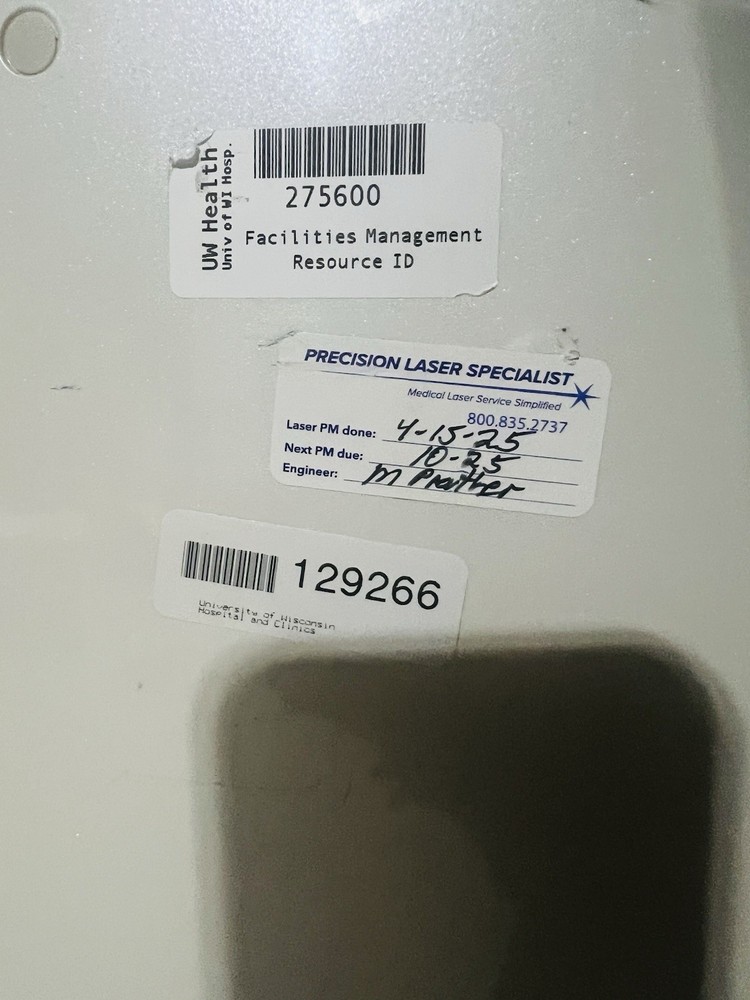 UW Health
Univ of WI Hosp.
275600
Facilities Management
Resource ID
PRECISION LASER SPECIALIST
Medical Laser Service Simplified
800.835.2737
Laser PM done: 4-15-25
Next PM due: 10-25
Engineer: M Prather
129266
University of Wisconsin
Hospital and Clinics